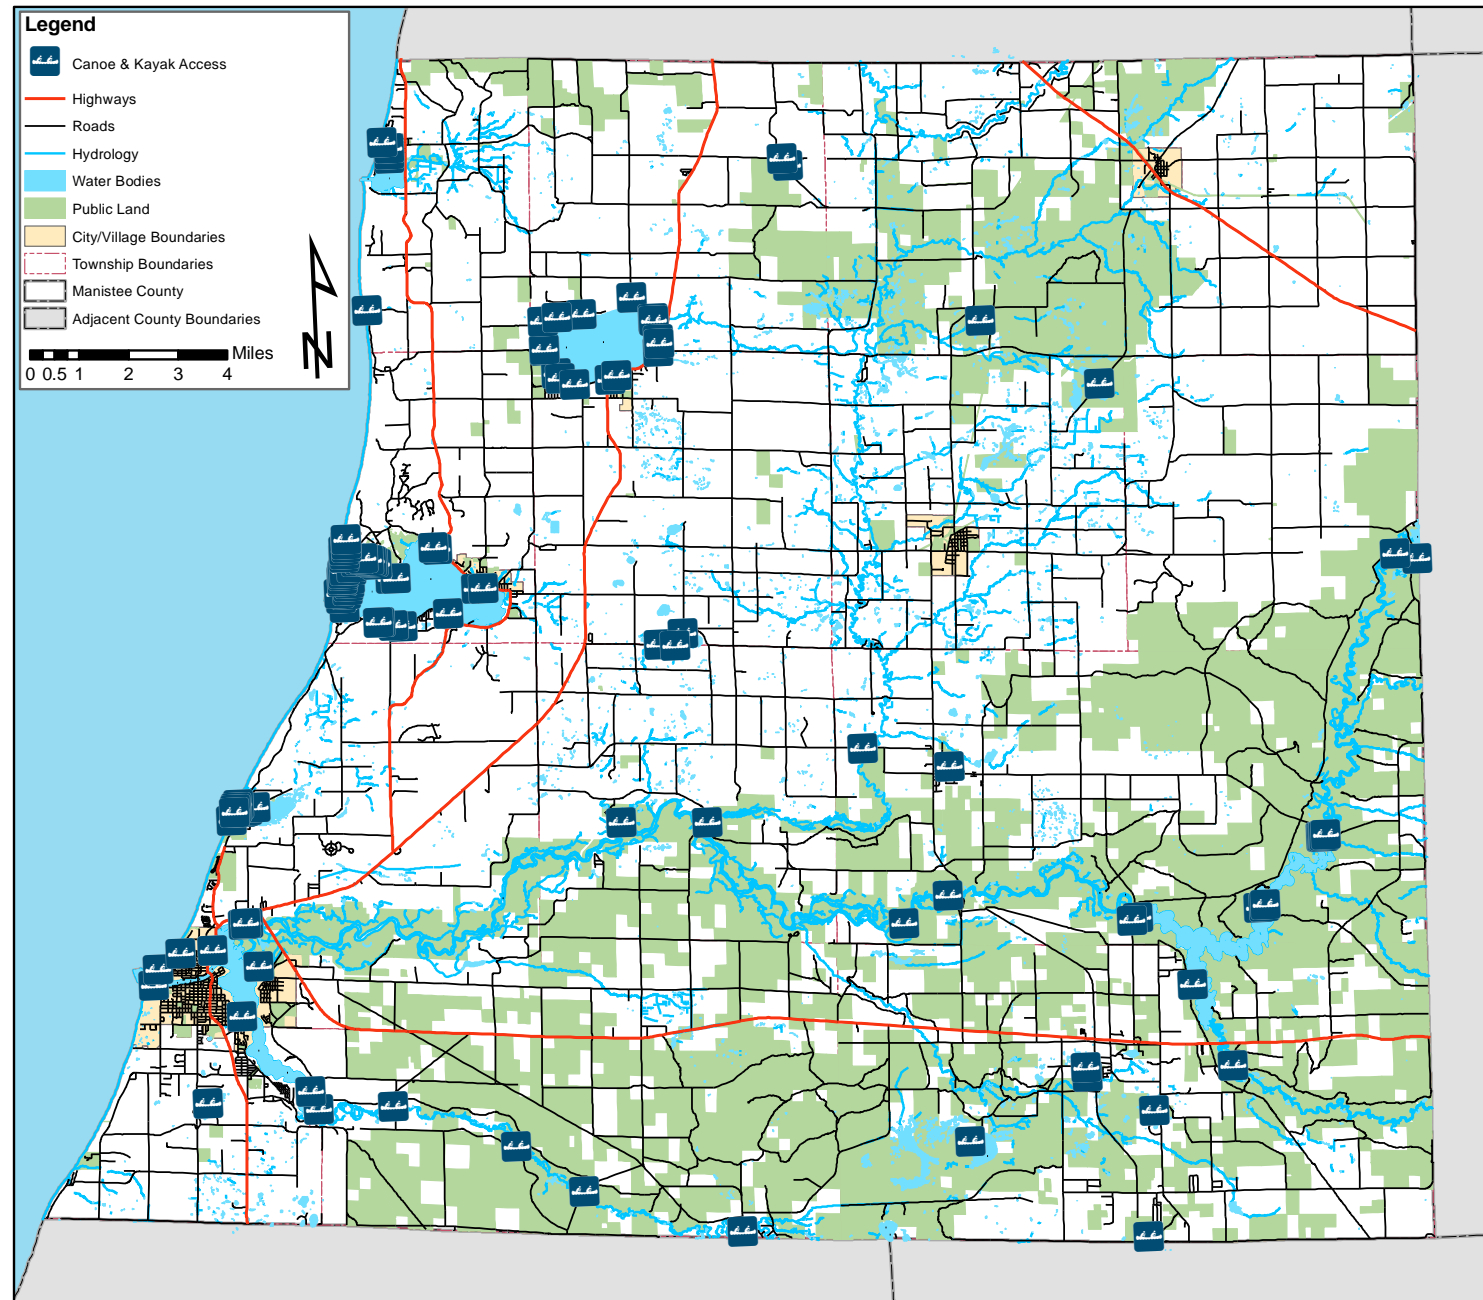 Legend
Canoe & Kayak Access
Highways
Roads
Hydrology
Water Bodies
Public Land
City/Village Boundaries
Township Boundaries
Manistee County
Adjacent County Boundaries
Miles
0 0.5 1 2 3 4
N